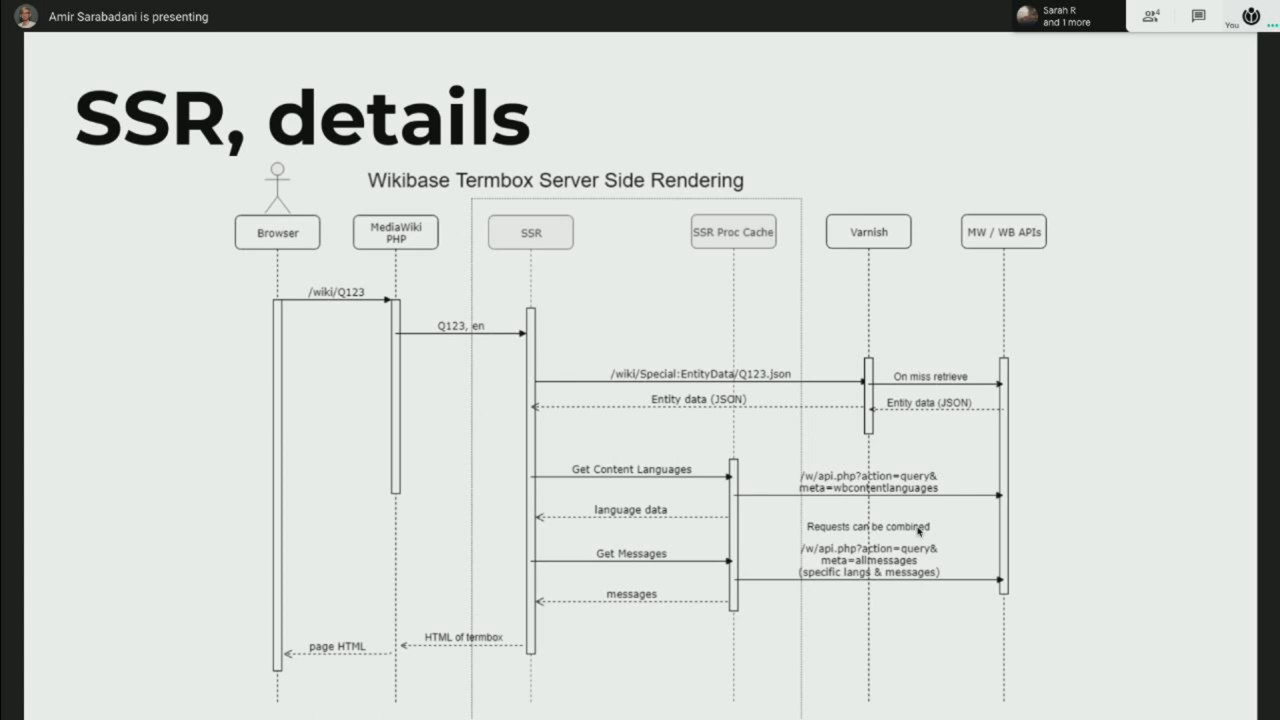 Amir Sarabadani is presenting
Sarah R
and 1 more
4
You
SSR, details
Wikibase Termbox Server Side Rendering
Browser
MediaWiki
PHP
SSR
SSR Proc Cache
Varnish
MW / WB APIs
/wiki/Q123
Q123, en
/wiki/Special:EntityData/Q123.json
On miss retrieve
Entity data (JSON)
Entity data (JSON)
Get Content Languages
/w/api.php?action=query&
meta=wbcontentlanguages
language data
Requests can be combined
Get Messages
/w/api.php?action=query&
meta=allmessages
(specific langs & messages)
messages
HTML of termbox
page HTML